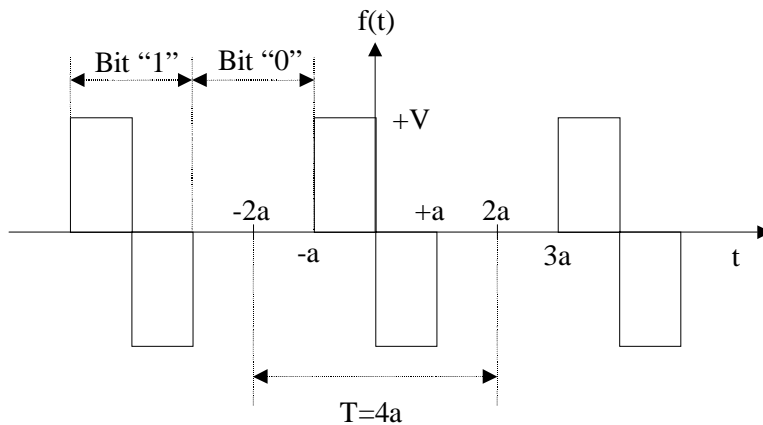 f(t)
Bit “1” Bit “0”
+V
-2a +a 2a
-a 3a t
T=4a